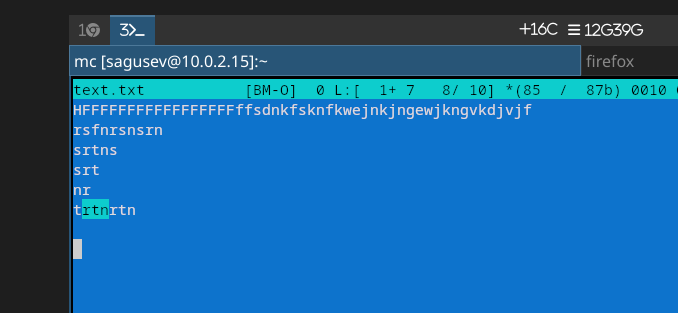 1
3>_
+16C ≡ 12G39G
mc [sagusev@10.0.2.15]:~ firefox
text.txt [BM-O] 0 L:[ 1+ 7 8/ 10] *(85 / 87b) 0010
HFFFFFFFFFFFFFFFFFffsdnkfsknfkwejnkjngewjkngvkdjvjf
rsfnrsnsrn
srtns
srt
nr
trtnrtn